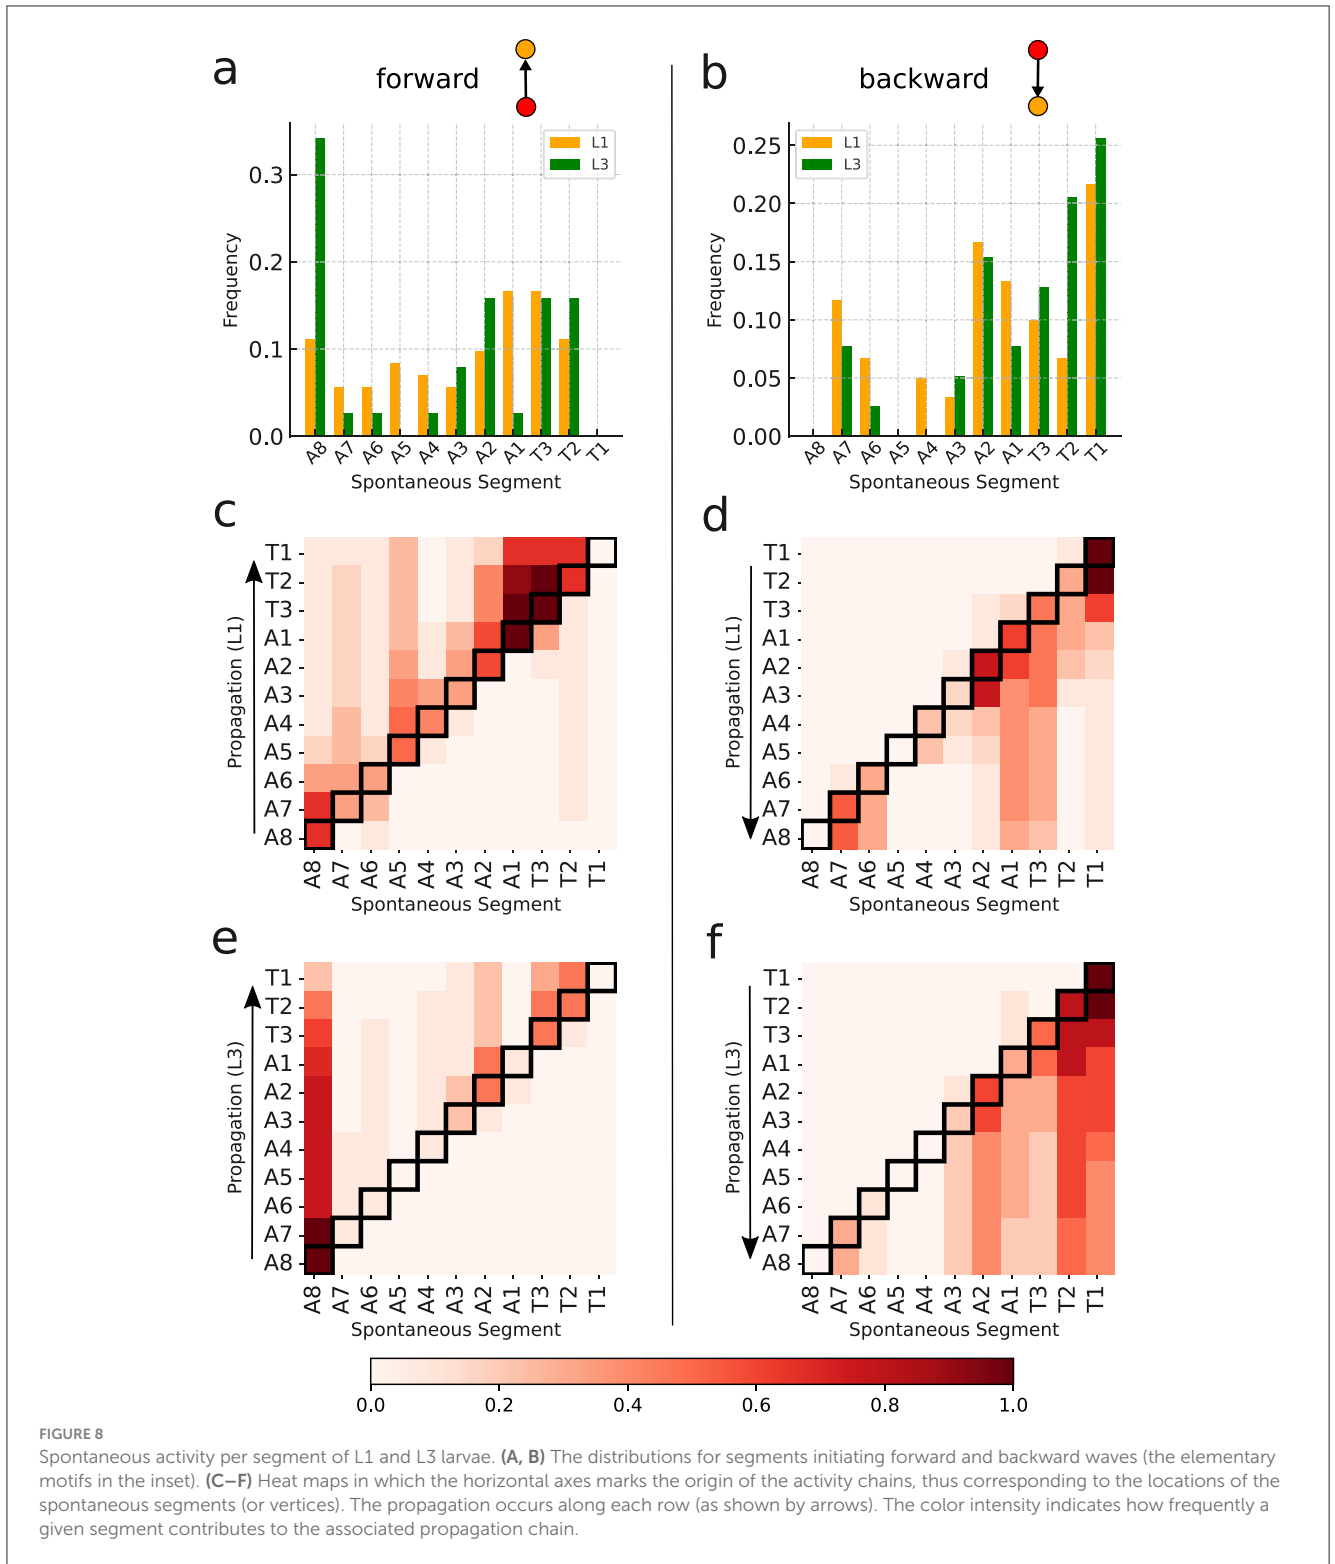 a
forward
b
backward
L1
L3
L1
L3
Frequency
0.3
0.2
0.1
0.0
A8 A7 A6 A5 A4 A3 A2 A1 T3 T2 T1
Spontaneous Segment
Frequency
0.25
0.20
0.15
0.10
0.05
0.00
A8 A7 A6 A5 A4 A3 A2 A1 T3 T2 T1
Spontaneous Segment
c
Propagation (L1)
T1
T2
T3
A1
A2
A3
A4
A5
A6
A7
A8
A8 A7 A6 A5 A4 A3 A2 A1 T3 T2 T1
Spontaneous Segment
d
Propagation (L1)
T1
T2
T3
A1
A2
A3
A4
A5
A6
A7
A8
A8 A7 A6 A5 A4 A3 A2 A1 T3 T2 T1
Spontaneous Segment
e
Propagation (L3)
T1
T2
T3
A1
A2
A3
A4
A5
A6
A7
A8
A8 A7 A6 A5 A4 A3 A2 A1 T3 T2 T1
Spontaneous Segment
f
Propagation (L3)
T1
T2
T3
A1
A2
A3
A4
A5
A6
A7
A8
A8 A7 A6 A5 A4 A3 A2 A1 T3 T2 T1
Spontaneous Segment
0.0 0.2 0.4 0.6 0.8 1.0
FIGURE 8
Spontaneous activity per segment of L1 and L3 larvae. (A, B) The distributions for segments initiating forward and backward waves (the elementary
motifs in the inset). (C–F) Heat maps in which the horizontal axes marks the origin of the activity chains, thus corresponding to the locations of the
spontaneous segments (or vertices). The propagation occurs along each row (as shown by arrows). The color intensity indicates how frequently a
given segment contributes to the associated propagation chain.